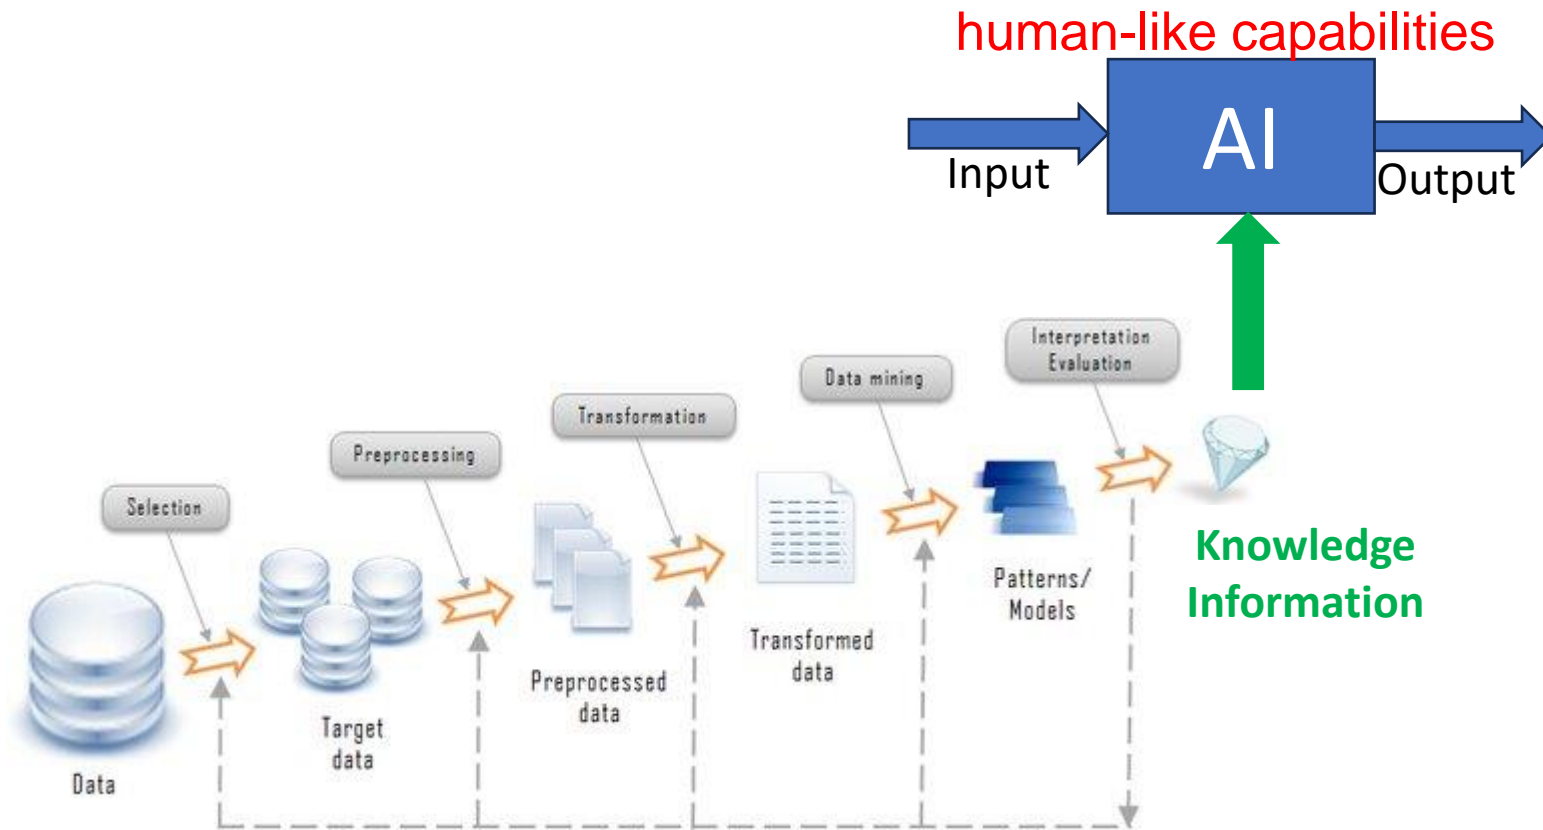 human-like capabilities
AI
Input
Output
Interpretation
Evaluation
Data mining
Transformation
Preprocessing
Selection
Knowledge
Information
Patterns/
Models
Transformed
data
Preprocessed
data
Target
data
Data